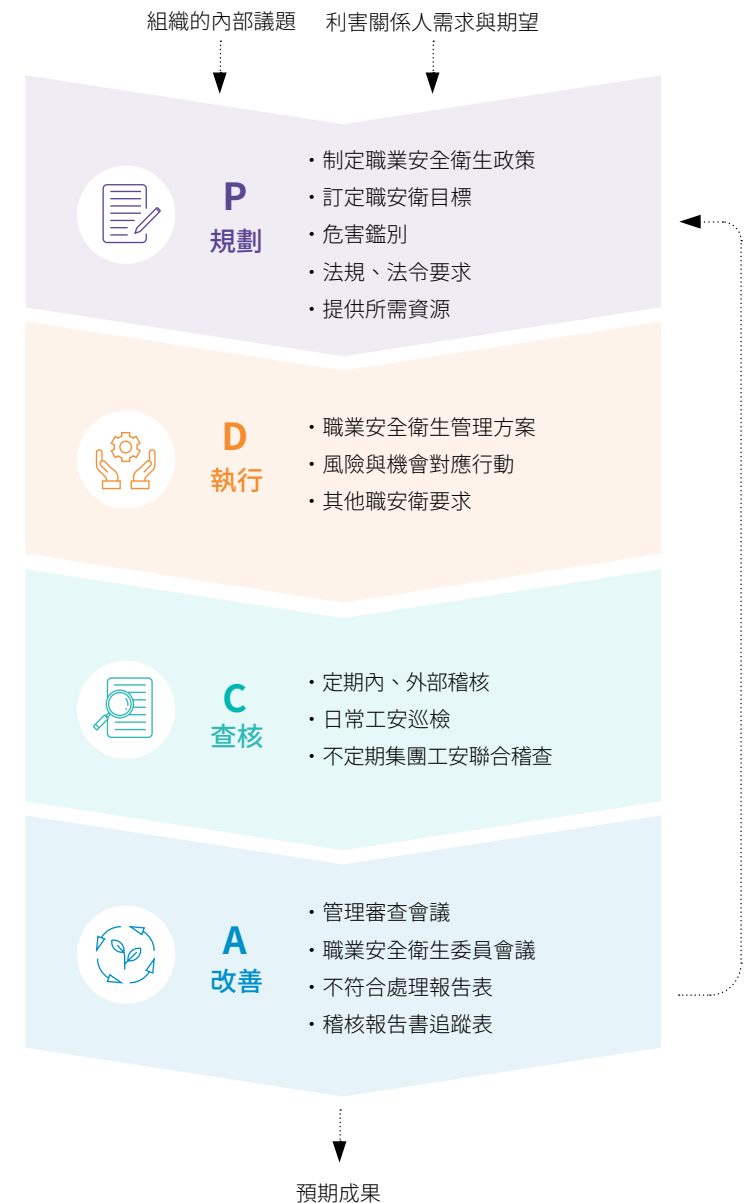 組織的內部議題
利害關係人需求與期望
P
規劃
・制定職業安全衛生政策
・訂定職安衛目標
・危害鑑別
・法規、法令要求
・提供所需資源
D
執行
・職業安全衛生管理方案
・風險與機會對應行動
・其他職安衛要求
C
查核
・定期內、外部稽核
・日常工安巡檢
・不定期集團工安聯合稽查
A
改善
・管理審查會議
・職業安全衛生委員會議
・不符合處理報告表
・稽核報告書追蹤表
預期成果